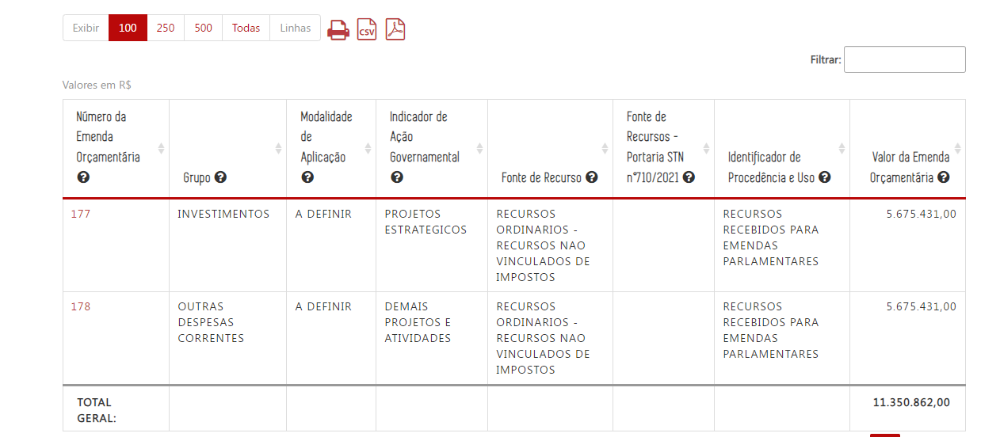 Exibir 100 250 500 Todas Linhas CSV
Filtrar:
Valores em R$
Número da
Emenda
Orçamentária
Grupo
Modalidade
de
Aplicação
Indicador de
Ação
Governamental
Fonte de Recurso
Fonte de
Recursos -
Portaria STN
n°710/2021
Identificador de
Procedência e Uso
Valor da Emenda
Orçamentária
177
INVESTIMENTOS
A DEFINIR
PROJETOS
ESTRATEGICOS
RECURSOS
ORDINARIOS -
RECURSOS NAO
VINCULADOS DE
IMPOSTOS
RECURSOS
RECEBIDOS PARA
EMENDAS
PARLAMENTARES
5.675.431,00
178
OUTRAS
DESPESAS
CORRENTES
A DEFINIR
DEMAIS
PROJETOS E
ATIVIDADES
RECURSOS
ORDINARIOS -
RECURSOS NAO
VINCULADOS DE
IMPOSTOS
RECURSOS
RECEBIDOS PARA
EMENDAS
PARLAMENTARES
5.675.431,00
TOTAL
GERAL:
11.350.862,00